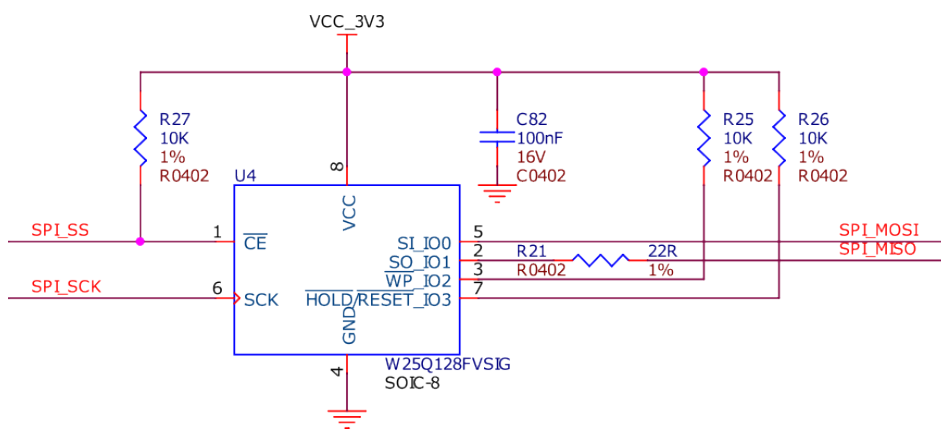 VCC_3V3
R27
10K
1%
R0402
C82
100nF
16V
C0402
R25
10K
1%
R0402
R26
10K
1%
R0402
U4
8
VCC
SPI_SS
1
CE
SI_IO0
5
SPI_MOSI
SO_IO1
2
R21
22R
SPI_MISO
R0402
1%
WP_IO2
3
SPI_SCK
6
SCK
HOLD/RESET_IO3
7
GND
4
W25Q128FVSIG
SOIC-8